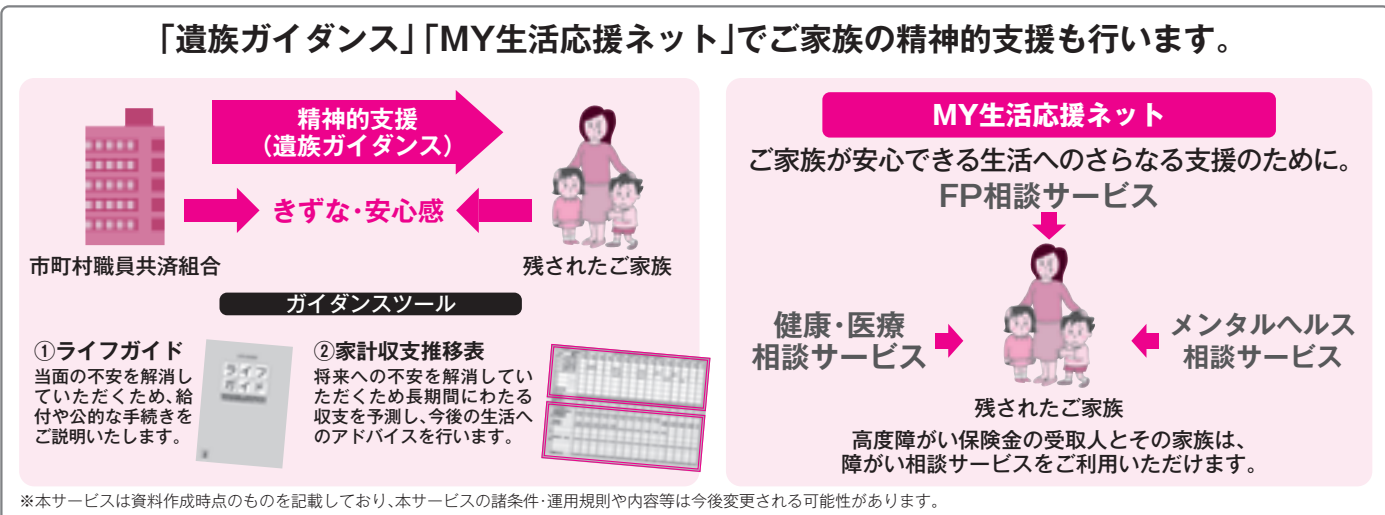 「遺族ガイダンス」「MY生活応援ネット」でご家族の精神的支援も行います。
精神的支援
(遺族ガイダンス)
きずな・安心感
市町村職員共済組合
残されたご家族
ガイダンスツール
①ライフガイド
当面の不安を解消し
ていただくため、給
付や公的な手続きを
ご説明いたします。
ライフ
ガイド
②家計収支推移表
将来への不安を解消してい
ただくため長期間にわたる
収支を予測し、今後の生活へ
のアドバイスを行います。
MY生活応援ネット
ご家族が安心できる生活へのさらなる支援のために。
FP相談サービス
健康・医療
相談サービス
メンタルヘルス
相談サービス
残されたご家族
高度障がい保険金の受取人とその家族は、
障がい相談サービスをご利用いただけます。
※本サービスは資料作成時点のものを記載しており、本サービスの諸条件・運用規則や内容等は今後変更される可能性があります。